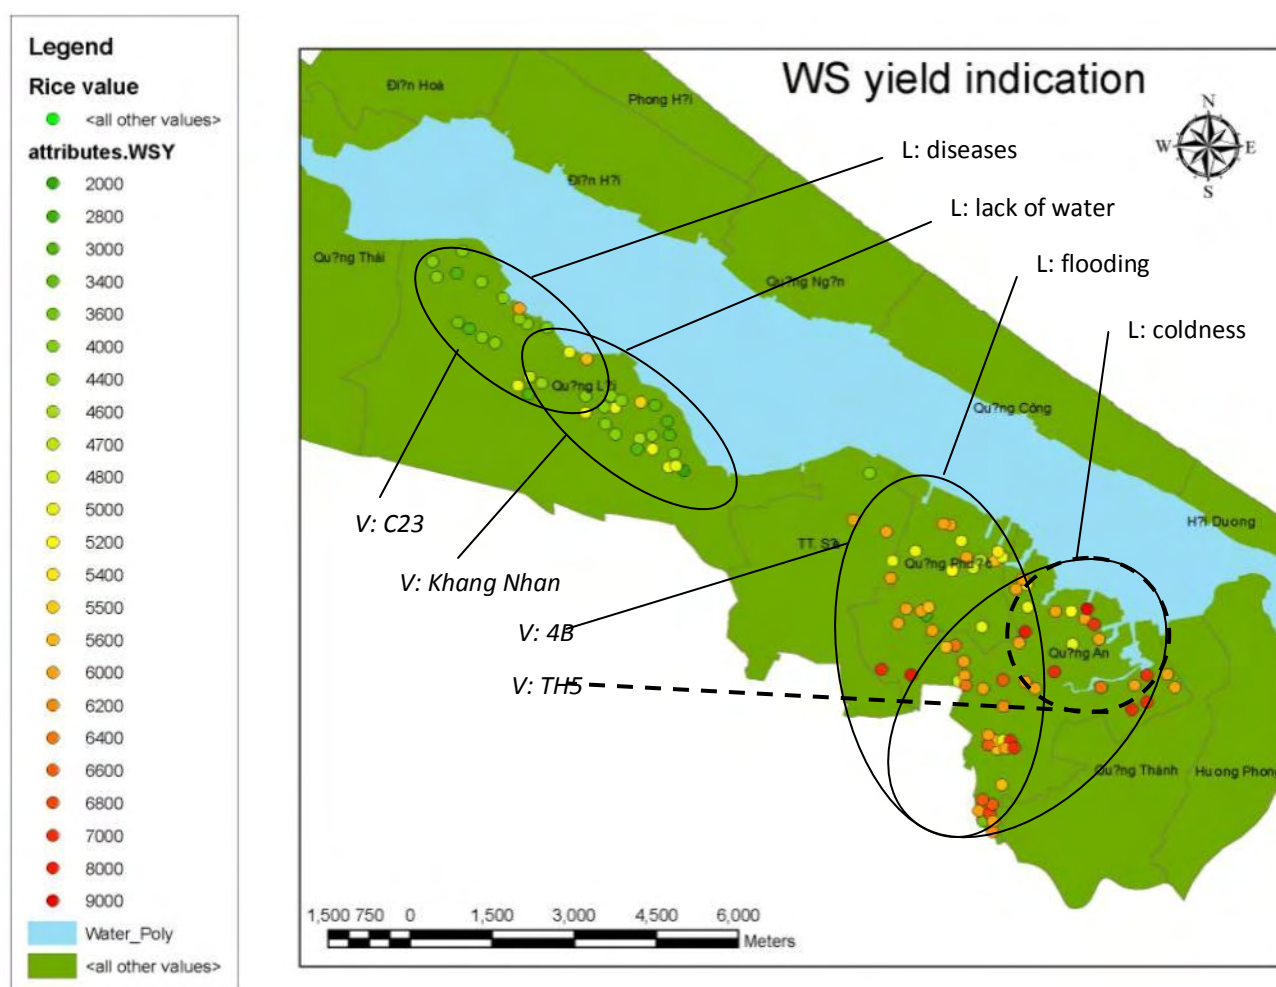 Legend
Rice value
<all other values>
attributes.WSY
2000
2800
3000
3400
3600
4000
4400
4600
4700
4800
5000
5200
5400
5500
5600
6000
6200
6400
6600
6800
7000
8000
9000
Water_Poly
<all other values>
WS yield indication
N
W E
S
Đi?n Hoà
Phong H?i
L: diseases
Đi?n H?i
L: lack of water
Qu?ng Thái
L: flooding
Qu?ng Ng?n
L: coldness
Qu?ng L?i
Qu?ng Công
V: C23
H?i Duong
TT. S?a
Qu?ng Phu?c
V: Khang Nhan
V: 4B
Qu?ng An
V: TH5
Qu?ng Thành
Huong Phong
1,500 750 0 1,500 3,000 4,500 6,000
Meters